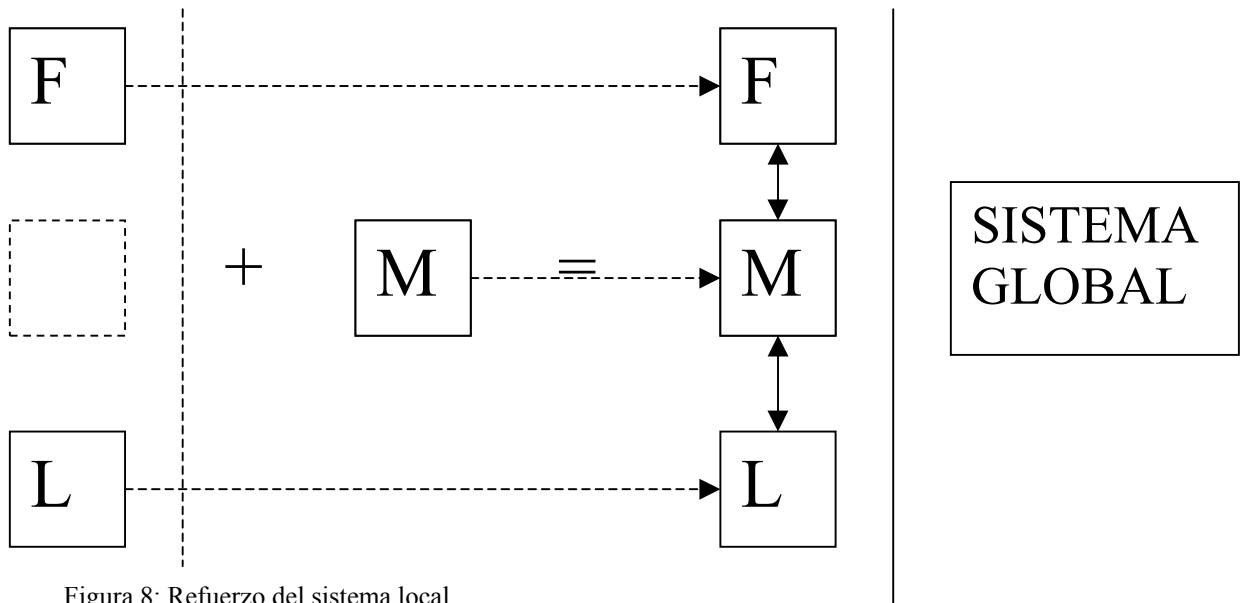 F
F
+
M
=
M
SISTEMA
GLOBAL
L
L
Figura 8: Refuerzo del sistema local